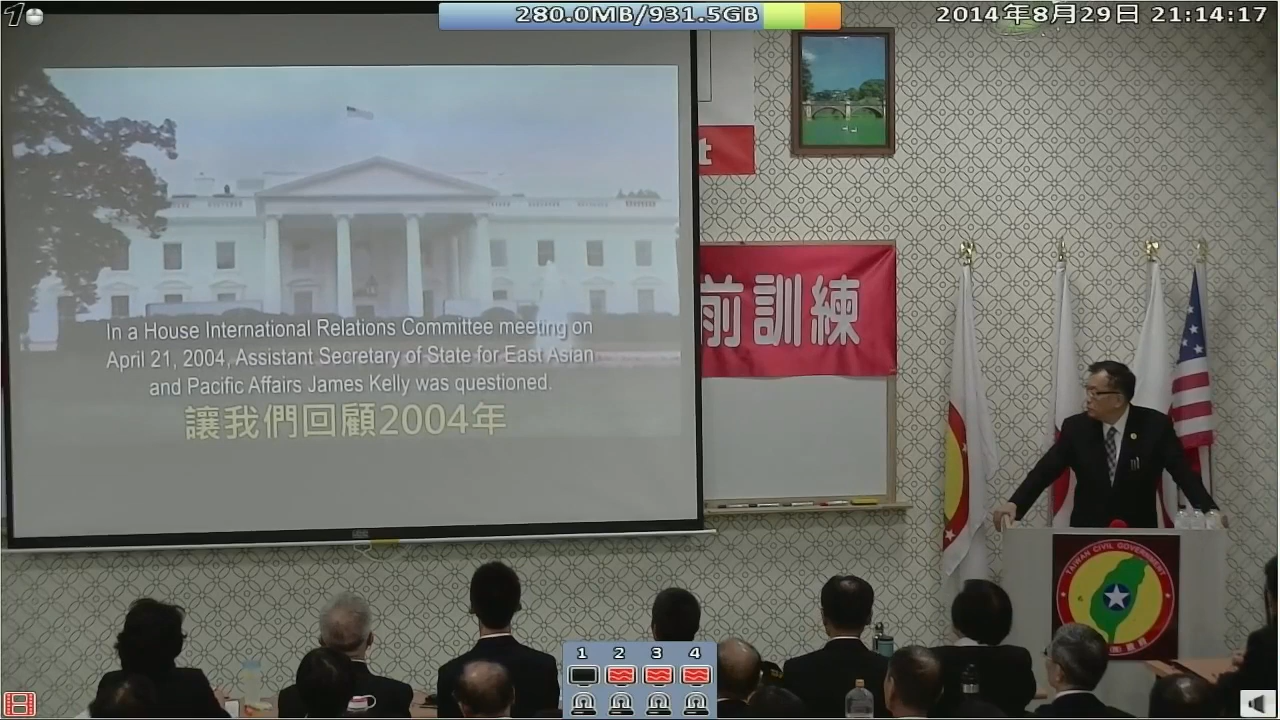 280.0MB/931.5GB
2014年8月29日 21:14:17
t
前訓練
In a House International Relations Committee meeting on
April 21, 2004, Assistant Secretary of State for East Asian
and Pacific Affairs James Kelly was questioned.
讓我們回顧2004年
TAIWAN CIVIL GOVERNMENT
1 2 3 4